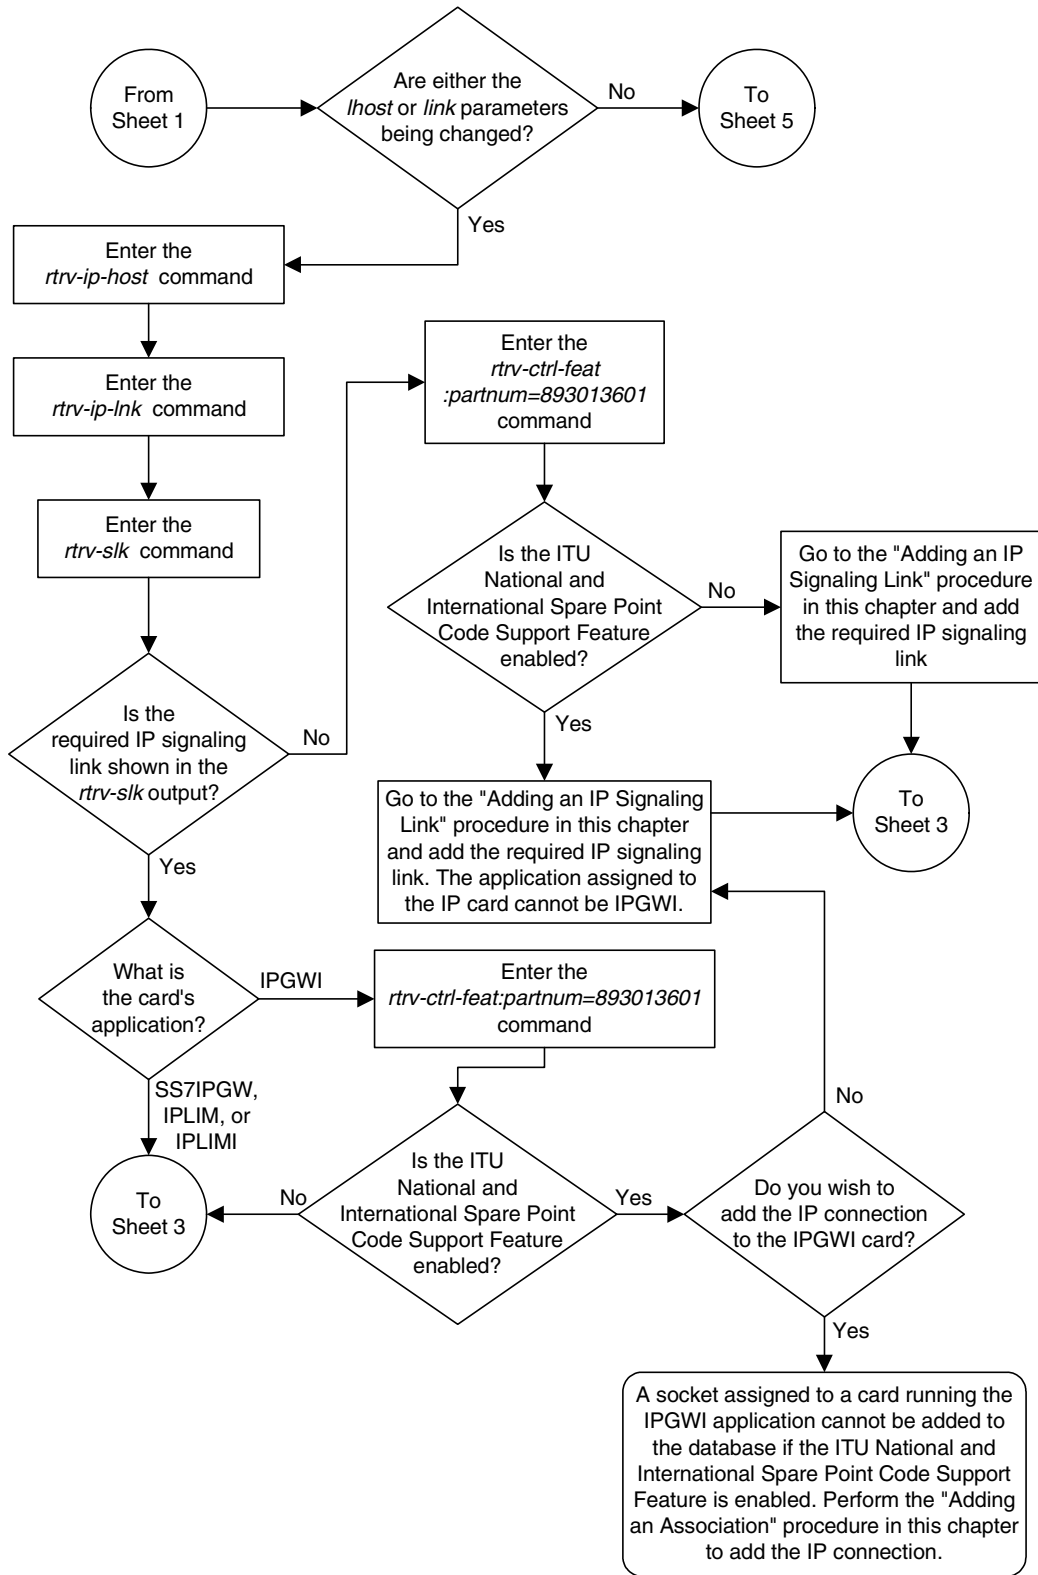 From
Sheet 1
Are either the
lhost or link parameters
being changed?
No
To
Sheet 5
Yes
Enter the
rtrv-ip-host command
Enter the
rtrv-ip-lnk command
Enter the
rtrv-slk command
Is the
required IP signaling
link shown in the
rtrv-slk output?
No
Enter the
rtrv-ctrl-feat
:partnum=893013601
command
Is the ITU
National and
International Spare Point
Code Support Feature
enabled?
No
Go to the "Adding an IP
Signaling Link" procedure
in this chapter and add
the required IP signaling
link
Yes
To
Sheet 3
Go to the "Adding an IP Signaling
Link" procedure in this chapter
and add the required IP signaling
link. The application assigned to
the IP card cannot be IPGWI.
Yes
What is
the card's
application?
IPGWI
Enter the
rtrv-ctrl-feat:partnum=893013601
command
SS7IPGW,
IPLIM, or
IPLIMI
To
Sheet 3
No
Is the ITU
National and
International Spare Point
Code Support Feature
enabled?
Yes
Do you wish to
add the IP connection
to the IPGWI card?
No
Yes
A socket assigned to a card running the
IPGWI application cannot be added to
the database if the ITU National and
International Spare Point Code Support
Feature is enabled. Perform the "Adding
an Association" procedure in this chapter
to add the IP connection.